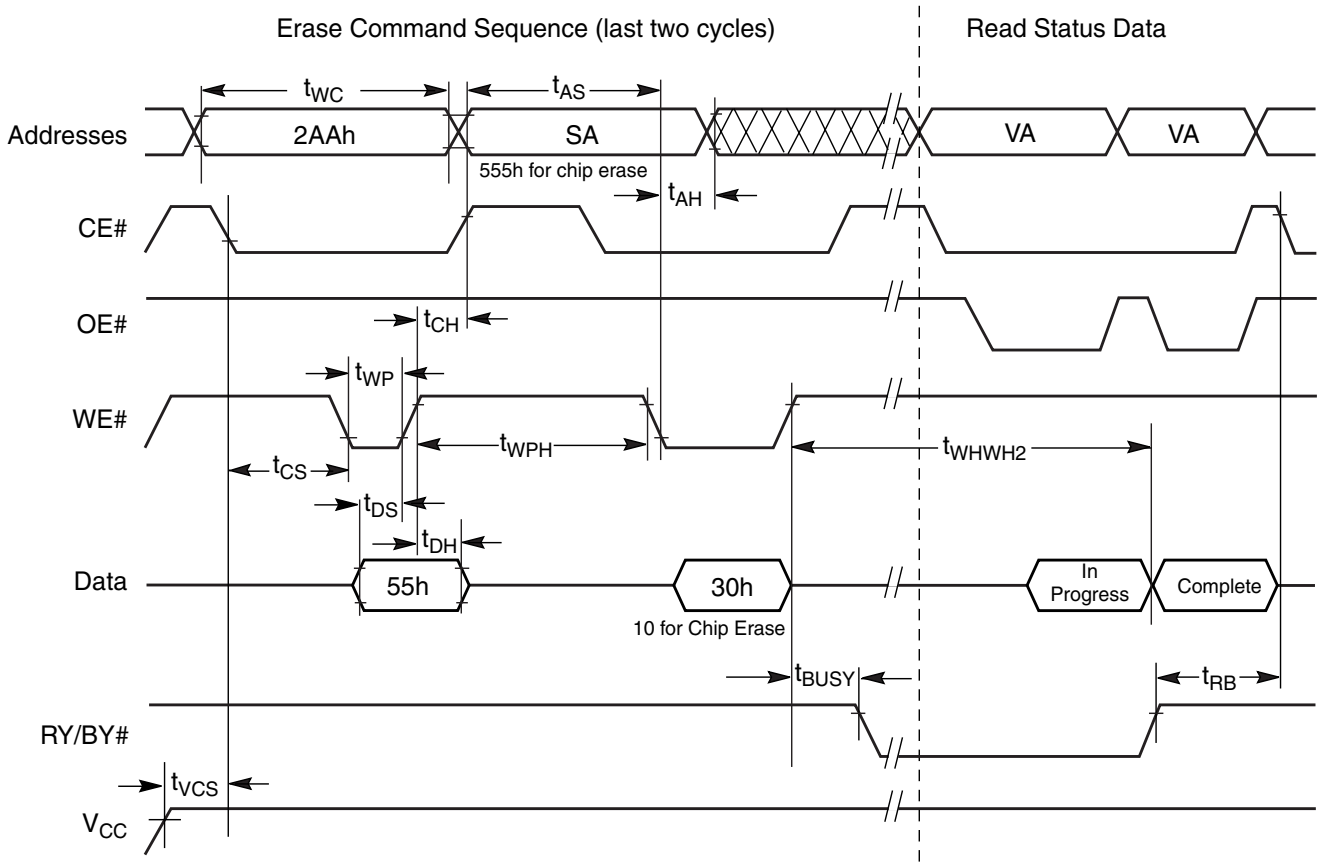 Erase Command Sequence (last two cycles)
Read Status Data
tWC
tAS
Addresses
2AAh
SA
VA
VA
555h for chip erase
tAH
CE#
OE#
tCH
tWP
WE#
tWPH
tWHWH2
tCS
tDS
tDH
Data
55h
30h
In
Progress
Complete
10 for Chip Erase
tBUSY
tRB
RY/BY#
tVCS
VCC